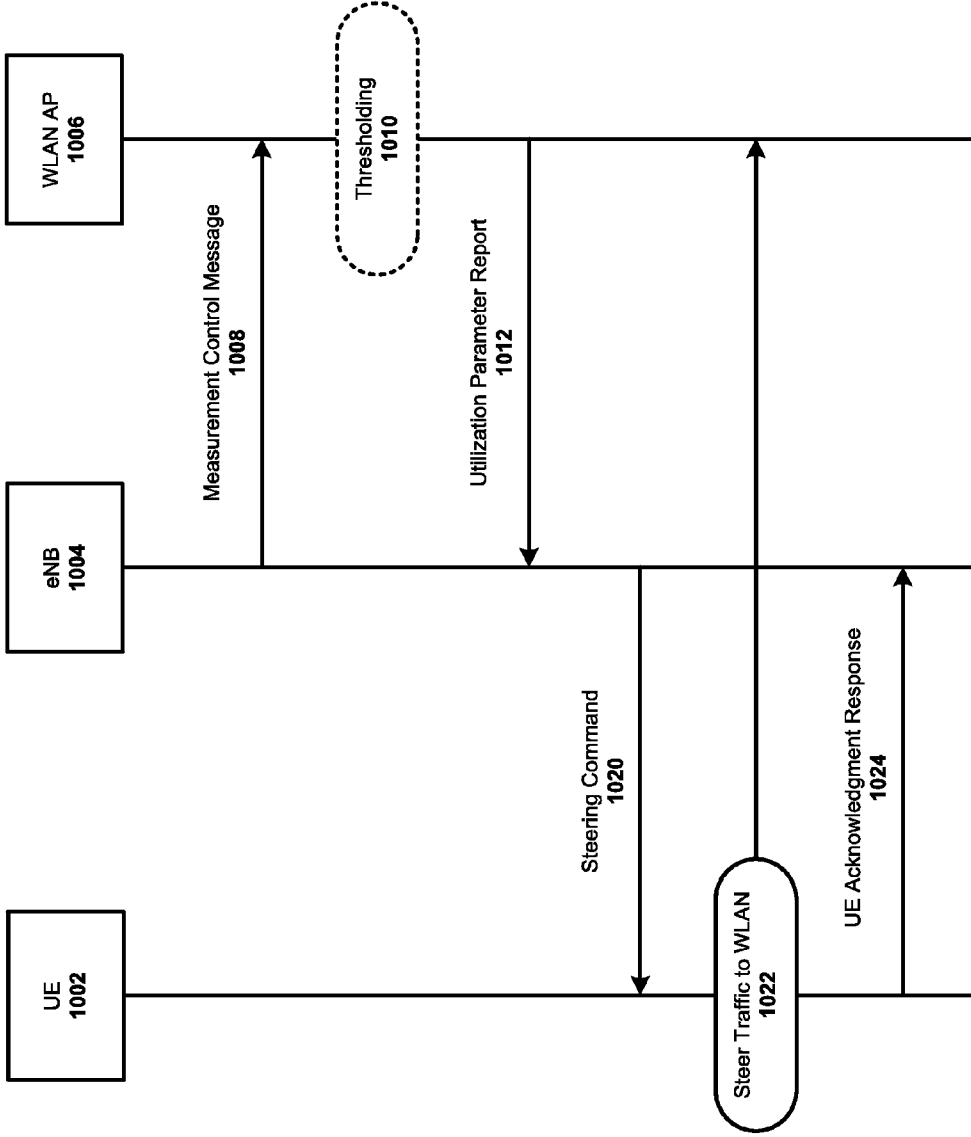 UE
1002
eNB
1004
WLAN AP
1006
Measurement Control Message
1008
Thresholding
1010
Utilization Parameter Report
1012
Steering Command
1020
Steer Traffic to WLAN
1022
UE Acknowledgment Response
1024